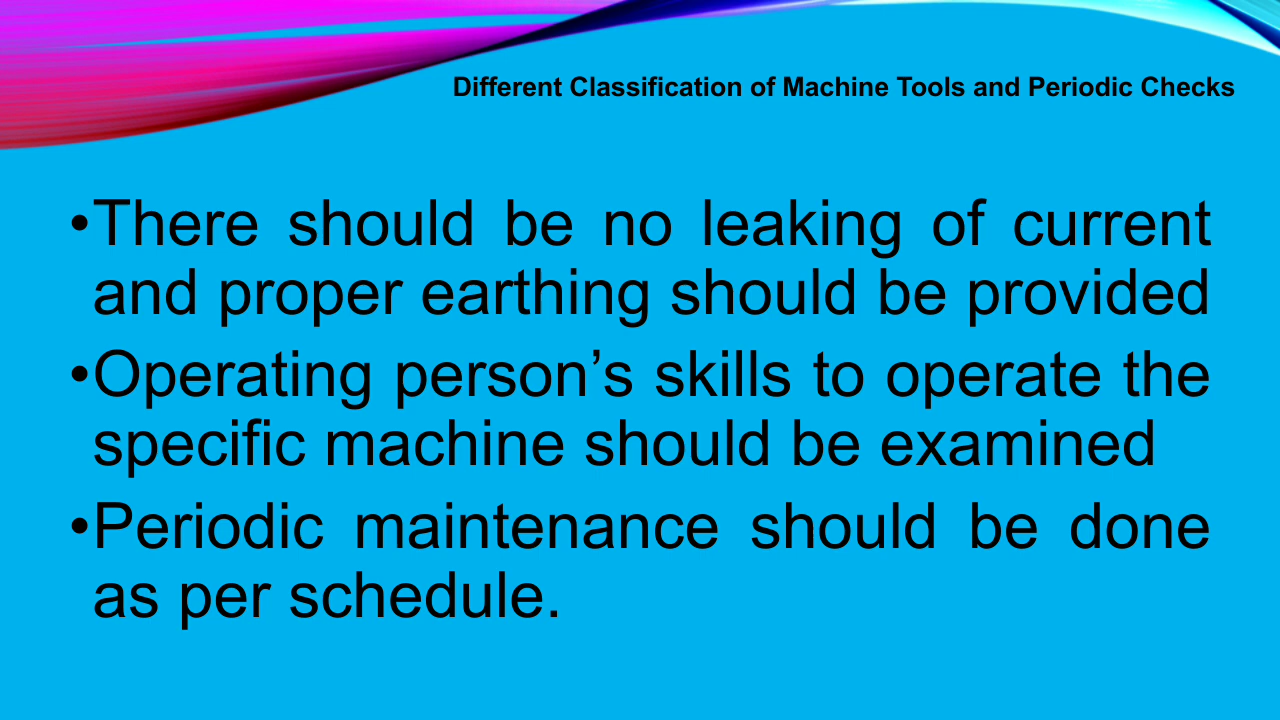 Different Classification of Machine Tools and Periodic Checks
•There should be no leaking of current
and proper earthing should be provided
•Operating person’s skills to operate the
specific machine should be examined
•Periodic maintenance should be done
as per schedule.